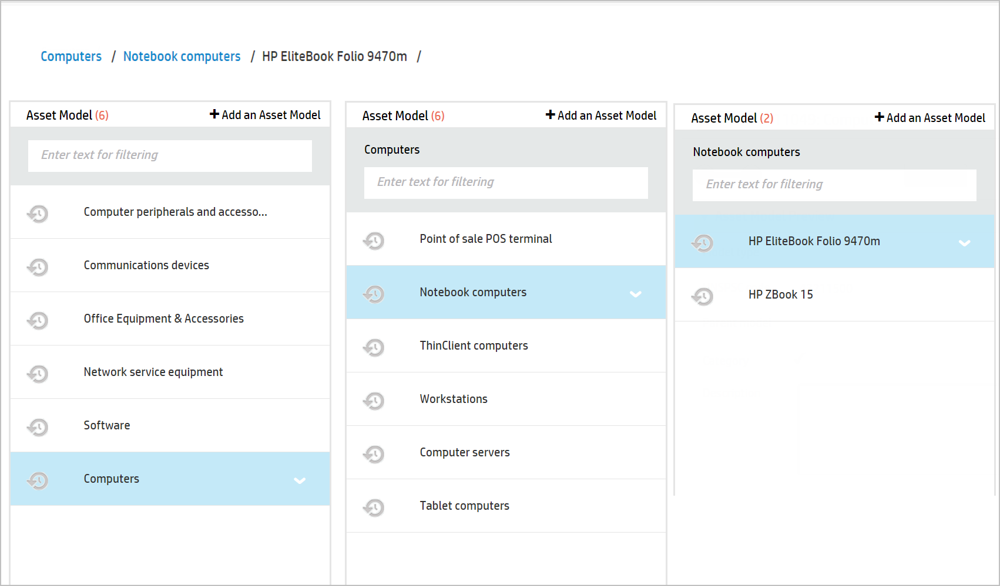 Computers / Notebook computers / HP EliteBook Folio 9470m /
Asset Model (6) + Add an Asset Model
Enter text for filtering
Computer peripherals and accesso...
Communications devices
Office Equipment & Accessories
Network service equipment
Software
Computers
Asset Model (6) + Add an Asset Model
Computers
Enter text for filtering
Point of sale POS terminal
Notebook computers
ThinClient computers
Workstations
Computer servers
Tablet computers
Asset Model (2) + Add an Asset Model
Notebook computers
Enter text for filtering
HP EliteBook Folio 9470m
HP ZBook 15